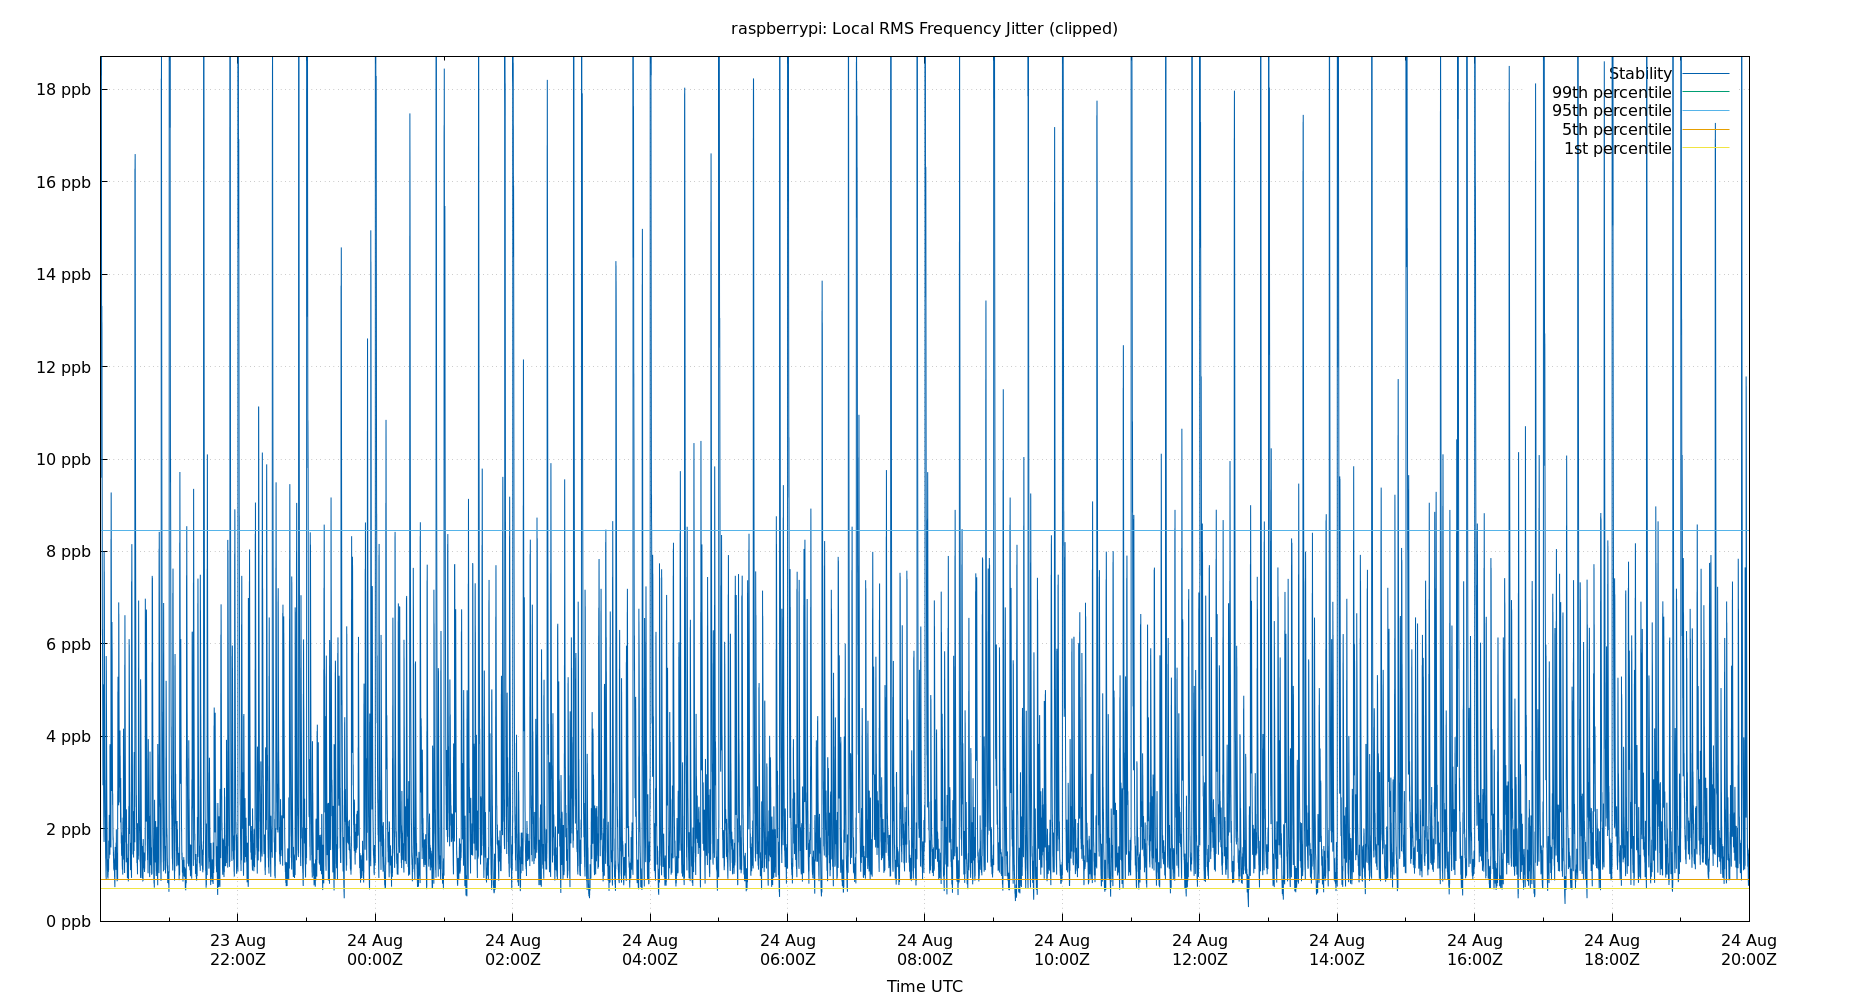 raspberrypi: Local RMS Frequency Jitter (clipped)
Stability
99th percentile
95th percentile
5th percentile
1st percentile
18 ppb
16 ppb
14 ppb
12 ppb
10 ppb
8 ppb
6 ppb
4 ppb
2 ppb
0 ppb
23 Aug 24 Aug 24 Aug 24 Aug 24 Aug 24 Aug 24 Aug 24 Aug 24 Aug 24 Aug 24 Aug 24 Aug
22:00Z 00:00Z 02:00Z 04:00Z 06:00Z 08:00Z 10:00Z 12:00Z 14:00Z 16:00Z 18:00Z 20:00Z
Time UTC